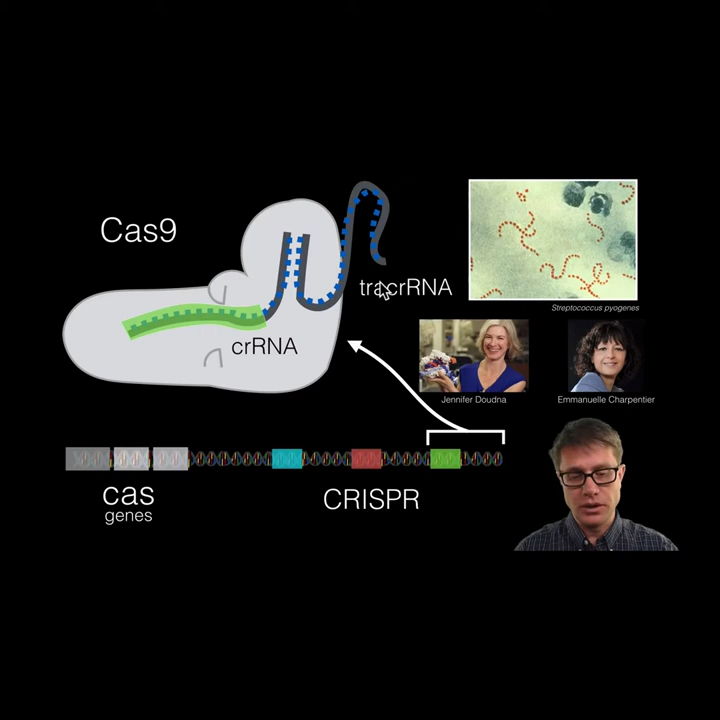 Cas9
tracrRNA
crRNA
Streptococcus pyogenes
Jennifer Doudna
Emmanuelle Charpentier
cas
genes
CRISPR